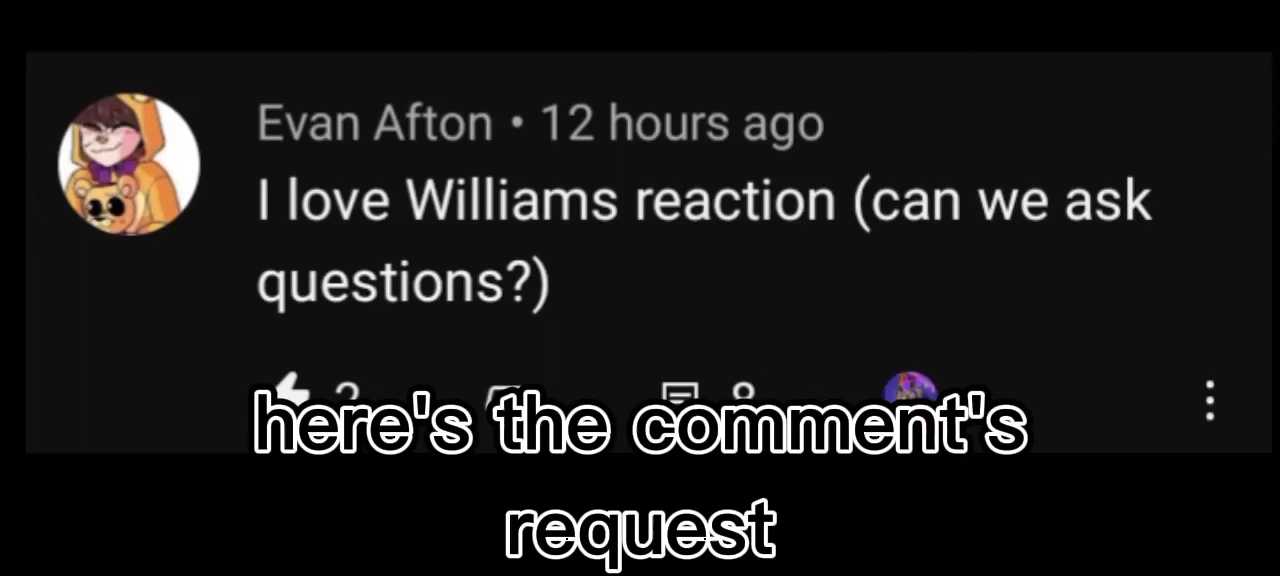 Evan Afton • 12 hours ago
I love Williams reaction (can we ask
questions?)
here's the comment's
request